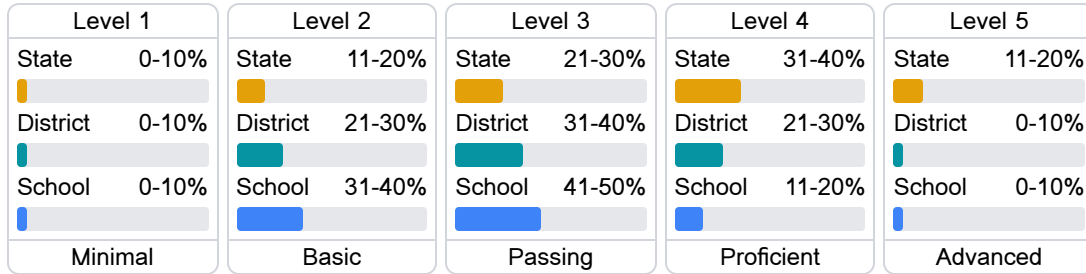 Level 1
State 0-10%
District 0-10%
School 0-10%
Minimal
Level 2
State 11-20%
District 21-30%
School 31-40%
Basic
Level 3
State 21-30%
District 31-40%
School 41-50%
Passing
Level 4
State 31-40%
District 21-30%
School 11-20%
Proficient
Level 5
State 11-20%
District 0-10%
School 0-10%
Advanced